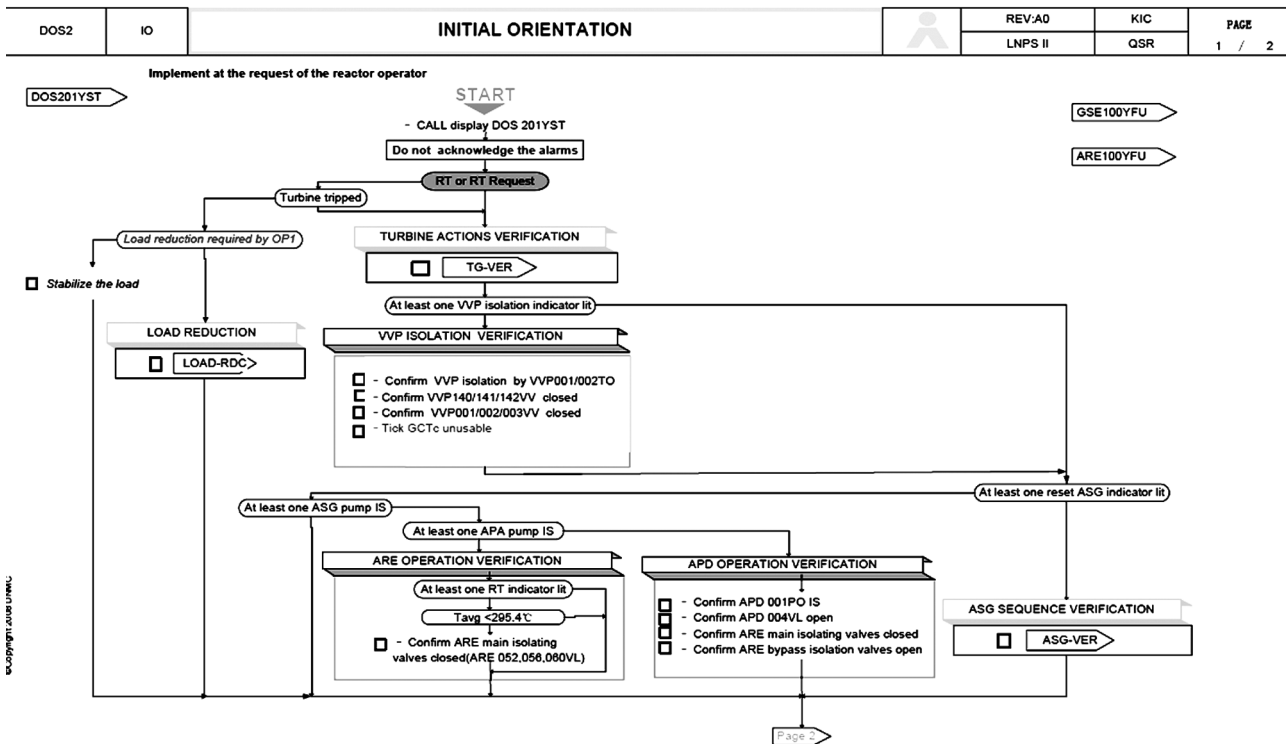 DOS2
IO
INITIAL ORIENTATION
REV:A0
KIC
PAGE
LNPS II
QSR
1 / 2
Implement at the request of the reactor operator
DOS201YST
START
GSE100YFU
- CALL display DOS 201YST
Do not acknowledge the alarms
ARE100YFU
RT or RT Request
Turbine tripped
Load reduction required by OP1
TURBINE ACTIONS VERIFICATION
TG-VER
Stabilize the load
At least one VVP isolation indicator lit
LOAD REDUCTION
LOAD-RDC
VVP ISOLATION VERIFICATION
- Confirm VVP isolation by VVP001/002TO
- Confirm VVP140/141/142VV closed
- Confirm VVP001/002/003VV closed
- Tick GCTc unusable
At least one reset ASG indicator lit
At least one ASG pump IS
At least one APA pump IS
ARE OPERATION VERIFICATION
At least one RT indicator lit
Tavg <295.4℃
- Confirm ARE main isolating
valves closed(ARE 052,056,060VL)
APD OPERATION VERIFICATION
- Confirm APD 001PO IS
- Confirm APD 004VL open
- Confirm ARE main isolating valves closed
- Confirm ARE bypass isolation valves open
ASG SEQUENCE VERIFICATION
ASG-VER
Page 2